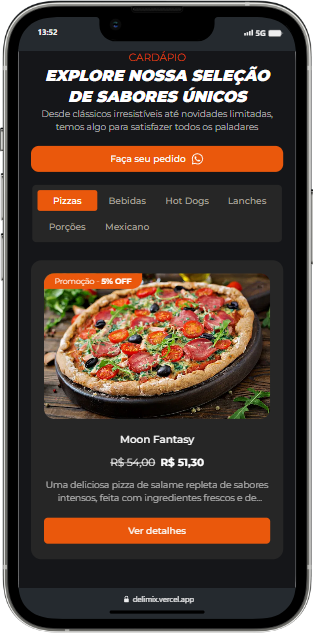 13:52
5G
CARDÁPIO
EXPLORE NOSSA SELEÇÃO
DE SABORES ÚNICOS
Desde clássicos irresistíveis até novidades limitadas,
temos algo para satisfazer todos os paladares
Faça seu pedido
Pizzas Bebidas Hot Dogs Lanches
Porções Mexicano
Promoção - 5% OFF
Moon Fantasy
R$ 54,00 R$ 51,30
Uma deliciosa pizza de salame repleta de sabores
intensos, feita com ingredientes frescos e de...
Ver detalhes
delimix.vercel.app